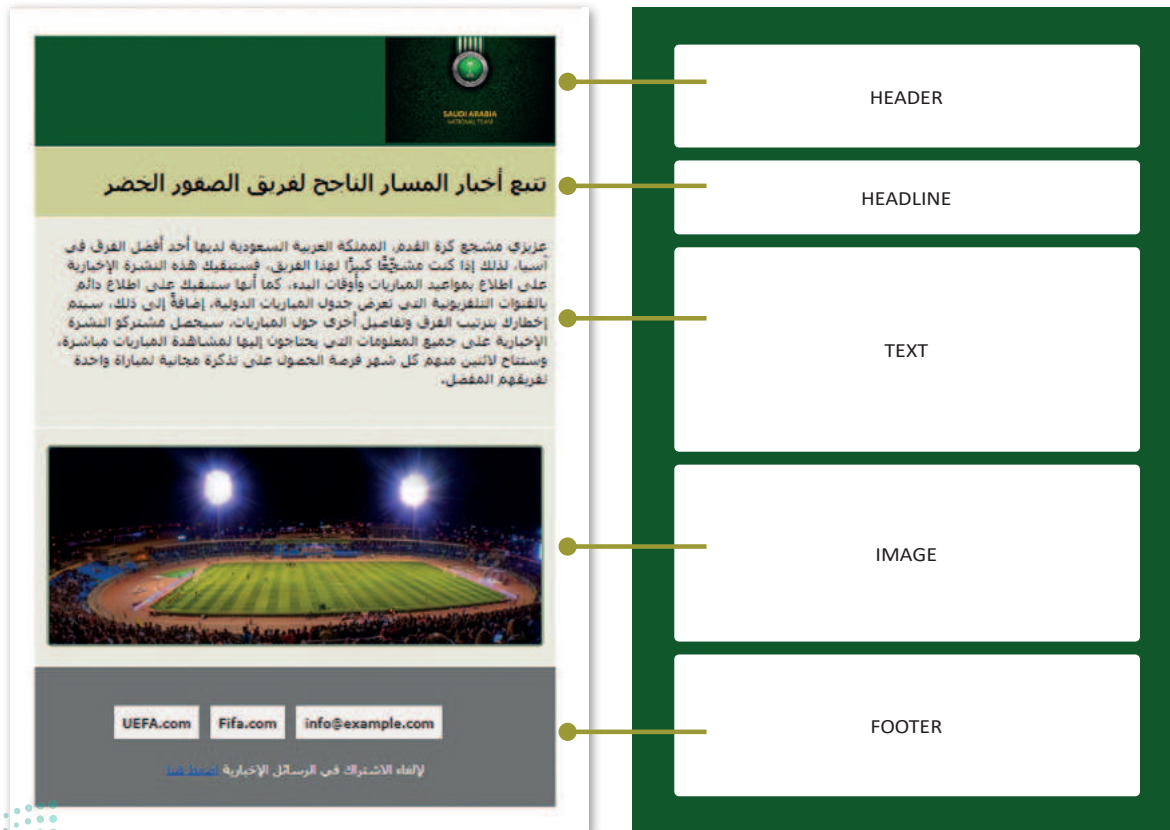 SAUDI ARABIA
NATIONAL TEAM
تتبع أخبار المسار الناجح لفريق الصقور الخضر
عزيزي مشجع كرة القدم، المملكة العربية السعودية لديها أحد أفضل الفرق في
آسيا، لذلك إذا كنت مشجّعًا كبيرًا لهذا الفريق، فستبقيك هذه النشرة الإخبارية
على اطلاع بمواعيد المباريات وأوقات البدء، كما أنها ستبقيك على اطلاع دائم
بالقنوات التلفزيونية التي تعرض جدول المباريات الدولية، إضافةً إلى ذلك، سيتم
إخطارك بترتيب الفرق وتفاصيل أخرى حول المباريات، سيحصل مشتركو النشرة
الإخبارية على جميع المعلومات التي يحتاجون إليها لمشاهدة المباريات مباشرة،
وستتاح لاثنين منهم كل شهر فرصة الحصول على تذكرة مجانية لمباراة واحدة
لفريقهم المفضل.
UEFA.com Fifa.com info@example.com
لإلغاء الاشتراك في الرسائل الإخبارية اضغط هنا
HEADER
HEADLINE
TEXT
IMAGE
FOOTER